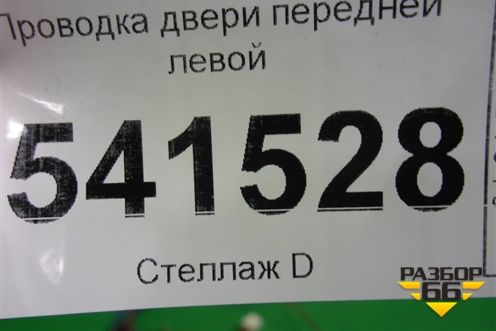 Проводка двери передней
левой
541528
Стеллаж D
РАЗБОР
66